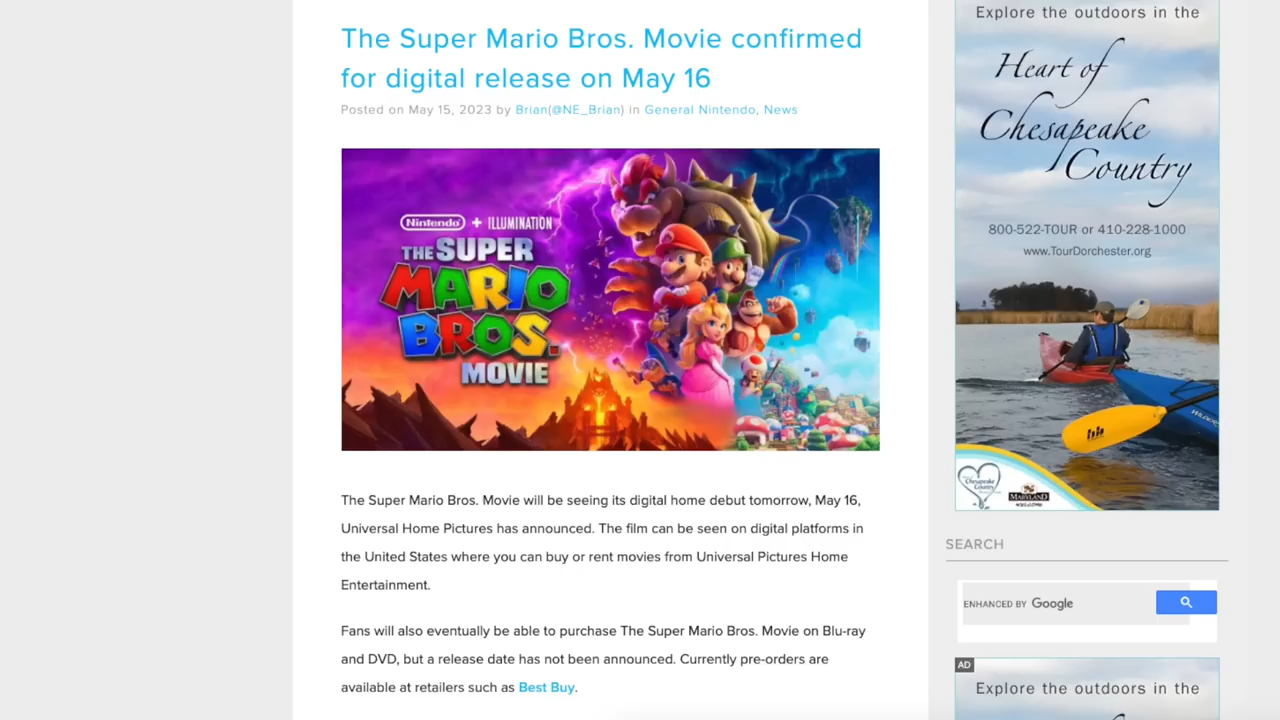 The Super Mario Bros. Movie confirmed
for digital release on May 16
Posted on May 15, 2023 by Brian(@NE_Brian) in General Nintendo, News
Nintendo + ILLUMINATION
THE SUPER
MARIO
BROS.
MOVIE
The Super Mario Bros. Movie will be seeing its digital home debut tomorrow, May 16,
Universal Home Pictures has announced. The film can be seen on digital platforms in
the United States where you can buy or rent movies from Universal Pictures Home
Entertainment.
Fans will also eventually be able to purchase The Super Mario Bros. Movie on Blu-ray
and DVD, but a release date has not been announced. Currently pre-orders are
available at retailers such as Best Buy.
Explore the outdoors in the
Heart of
Chesapeake
Country
800-522-TOUR or 410-228-1000
www.TourDorchester.org
Chesapeake
Country
MARYLAND
SEARCH
ENHANCED BY Google
AD
Explore the outdoors in the